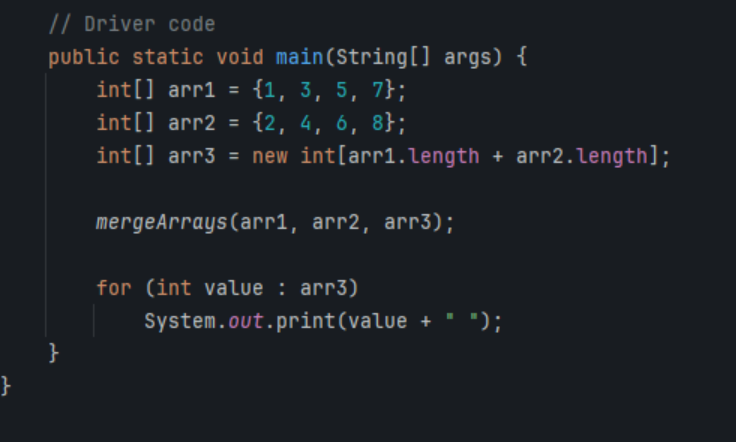 // Driver code
public static void main(String[] args) {
int[] arr1 = {1, 3, 5, 7};
int[] arr2 = {2, 4, 6, 8};
int[] arr3 = new int[arr1.length + arr2.length];
mergeArrays(arr1, arr2, arr3);
for (int value : arr3)
System.out.print(value + " ");
}
}